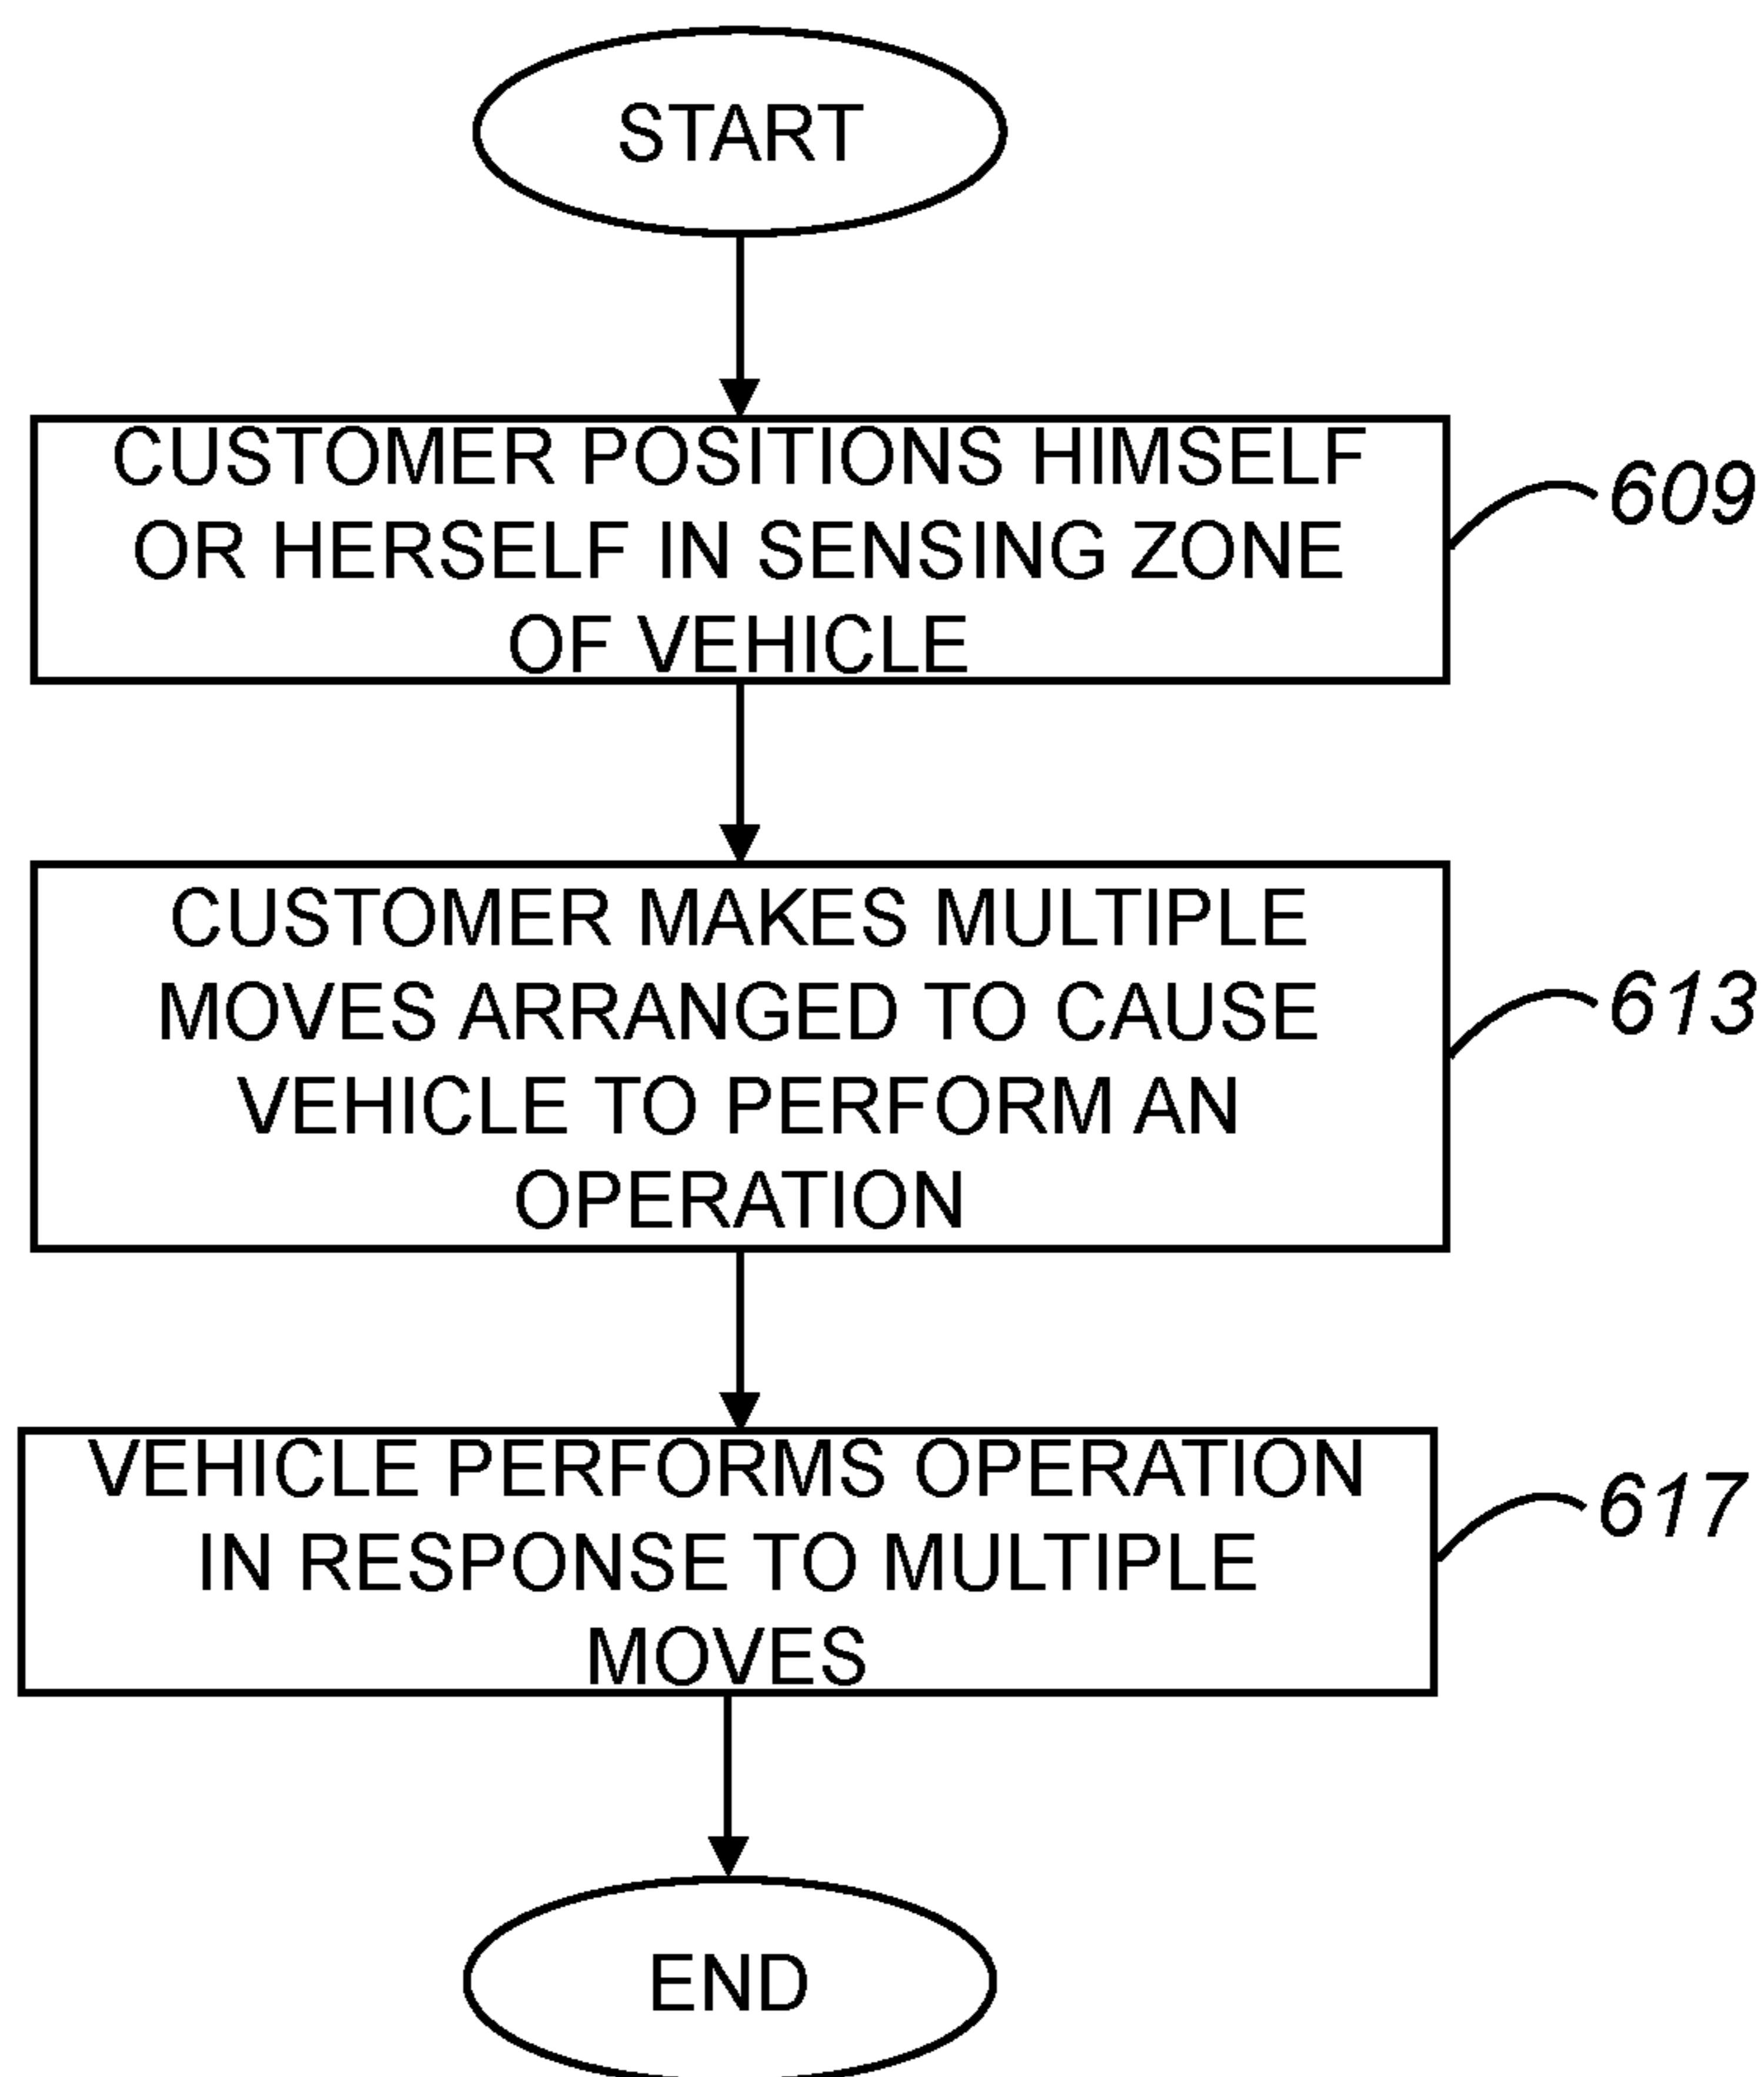 START
CUSTOMER POSITIONS HIMSELF
OR HERSELF IN SENSING ZONE
OF VEHICLE
609
CUSTOMER MAKES MULTIPLE
MOVES ARRANGED TO CAUSE
VEHICLE TO PERFORM AN
OPERATION
613
VEHICLE PERFORMS OPERATION
IN RESPONSE TO MULTIPLE
MOVES
617
END